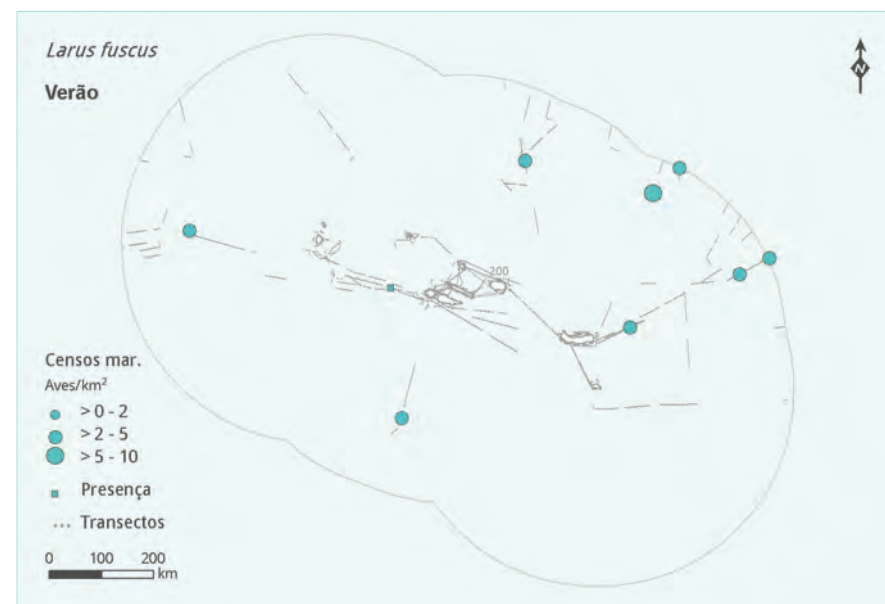 Larus fuscus
Verão
N
200
Censos mar.
Aves/km²
> 0 - 2
> 2 - 5
> 5 - 10
Presença
Transectos
0 100 200
km